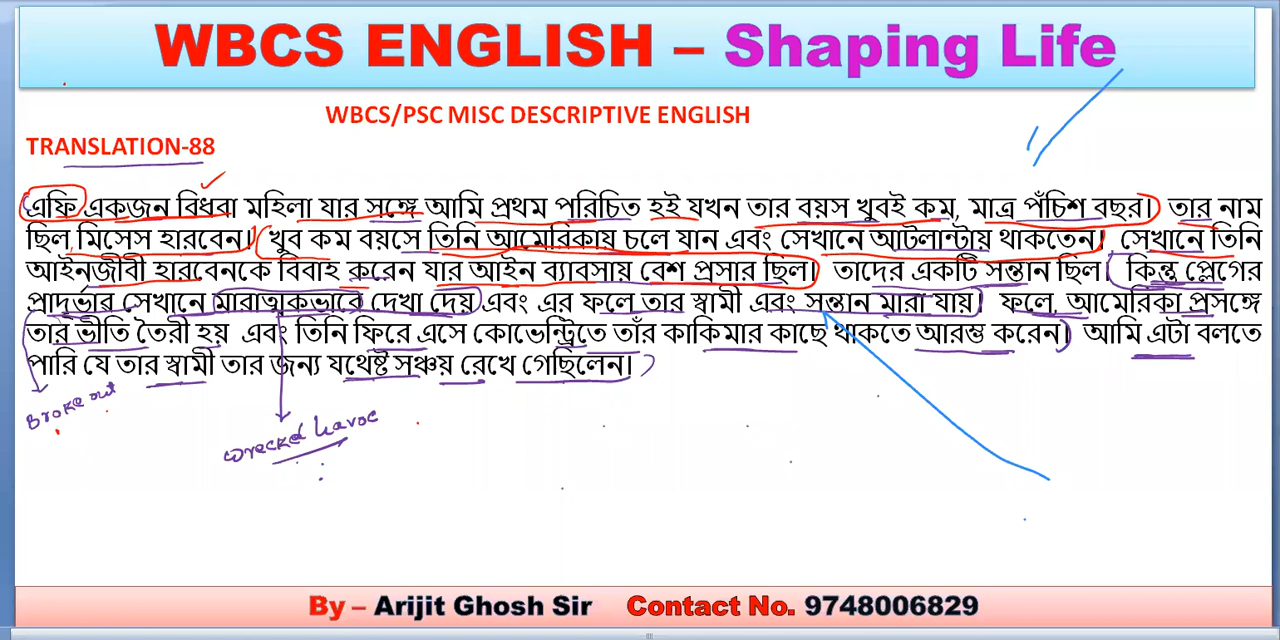 WBCS ENGLISH – Shaping Life
WBCS/PSC MISC DESCRIPTIVE ENGLISH
TRANSLATION-88
এফি একজন বিধবা মহিলা যার সঙ্গে আমি প্রথম পরিচিত হই যখন তার বয়স খুবই কম, মাত্র পঁচিশ বছর। তার নাম
ছিল মিসেস হারবেন। খুব কম বয়সে তিনি আমেরিকায় চলে যান এবং সেখানে আটলান্টায় থাকতেন। সেখানে তিনি
আইনজীবী হারবেনকে বিবাহ করেন যার আইন ব্যাবসায় বেশ প্রসার ছিল। তাদের একটি সন্তান ছিল। কিন্তু প্লেগের
প্রাদুর্ভার সেখানে মারাত্মকভাবে দেখা দেয় এবং এর ফলে তার স্বামী এবং সন্তান মারা যায়। ফলে, আমেরিকা প্রসঙ্গে
তার ভীতি তৈরী হয় এবং তিনি ফিরে এসে কোভেন্ট্রিতে তাঁর কাকিমার কাছে থাকতে আরম্ভ করেন। আমি এটা বলতে
পারি যে তার স্বামী তার জন্য যথেষ্ট সঞ্চয় রেখে গেছিলেন।
Broke out
wrecked havoc
By – Arijit Ghosh Sir Contact No. 9748006829